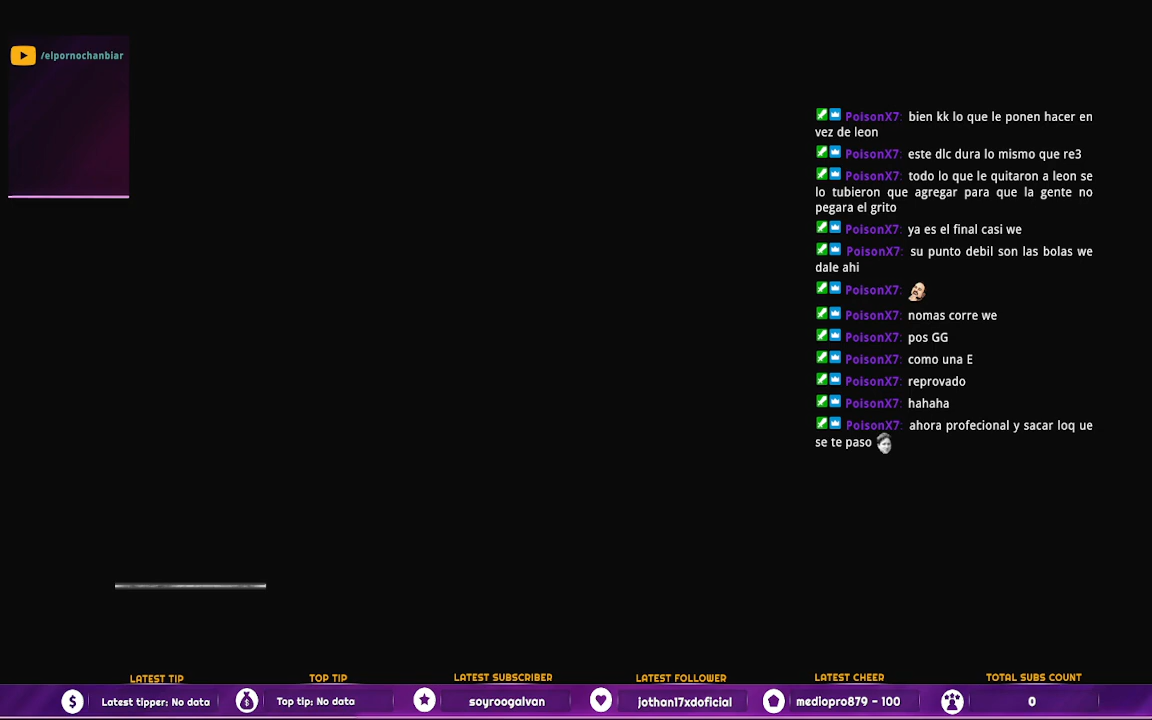 /elpornochanbiar
PoisonX7: bien kk lo que le ponen hacer en
vez de leon
PoisonX7: este dlc dura lo mismo que re3
PoisonX7: todo lo que le quitaron a leon se
lo tubieron que agregar para que la gente no
pegara el grito
PoisonX7: ya es el final casi we
PoisonX7: su punto debil son las bolas we
dale ahi
PoisonX7:
PoisonX7: nomas corre we
PoisonX7: pos GG
PoisonX7: como una E
PoisonX7: reprovado
PoisonX7: hahaha
PoisonX7: ahora profecional y sacar loq ue
se te paso
LATEST TIP
Latest tipper: No data
TOP TIP
Top tip: No data
LATEST SUBSCRIBER
soyroogalvan
LATEST FOLLOWER
jothan17xdoficial
LATEST CHEER
mediopro879 - 100
TOTAL SUBS COUNT
0